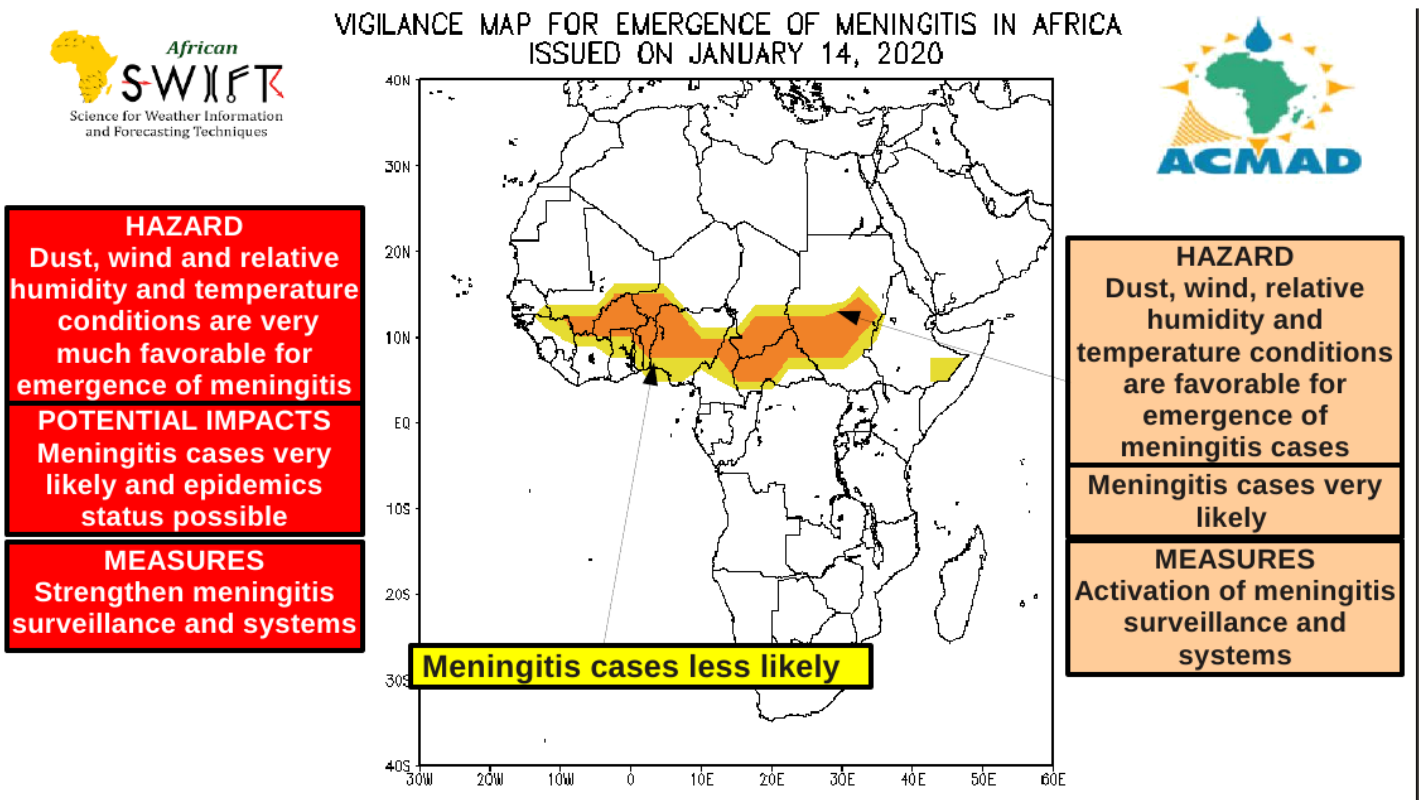 VIGILANCE MAP FOR EMERGENCE OF MENINGITIS IN AFRICA
ISSUED ON JANUARY 14, 2020
African
SWIFT
Science for Weather Information
and Forecasting Techniques
ACMAD
HAZARD
Dust, wind and relative
humidity and temperature
conditions are very
much favorable for
emergence of meningitis
POTENTIAL IMPACTS
Meningitis cases very
likely and epidemics
status possible
MEASURES
Strengthen meningitis
surveillance and systems
40N
30N
20N
10N
EQ
10S
20S
30S
40S
30W
20W
10W
0
10E
20E
30E
40E
50E
60E
Meningitis cases less likely
HAZARD
Dust, wind, relative
humidity and
temperature conditions
are favorable for
emergence of
meningitis cases
Meningitis cases very
likely
MEASURES
Activation of meningitis
surveillance and
systems